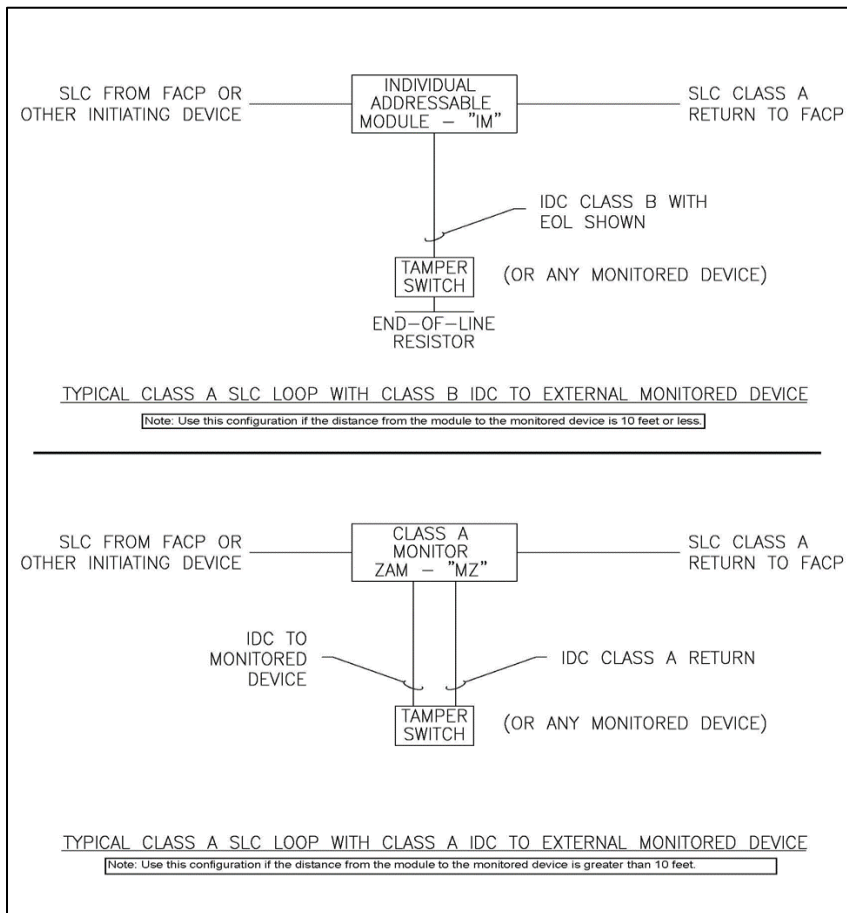 SLC FROM FACP OR
OTHER INITIATING DEVICE
INDIVIDUAL
ADDRESSABLE
MODULE - "IM"
SLC CLASS A
RETURN TO FACP
IDC CLASS B WITH
EOL SHOWN
TAMPER
SWITCH
(OR ANY MONITORED DEVICE)
END-OF-LINE
RESISTOR
TYPICAL CLASS A SLC LOOP WITH CLASS B IDC TO EXTERNAL MONITORED DEVICE
Note: Use this configuration if the distance from the module to the monitored device is 10 feet or less.
SLC FROM FACP OR
OTHER INITIATING DEVICE
CLASS A
MONITOR
ZAM - "MZ"
SLC CLASS A
RETURN TO FACP
IDC TO
MONITORED
DEVICE
IDC CLASS A RETURN
TAMPER
SWITCH
(OR ANY MONITORED DEVICE)
TYPICAL CLASS A SLC LOOP WITH CLASS A IDC TO EXTERNAL MONITORED DEVICE
Note: Use this configuration if the distance from the module to the monitored device is greater than 10 feet.